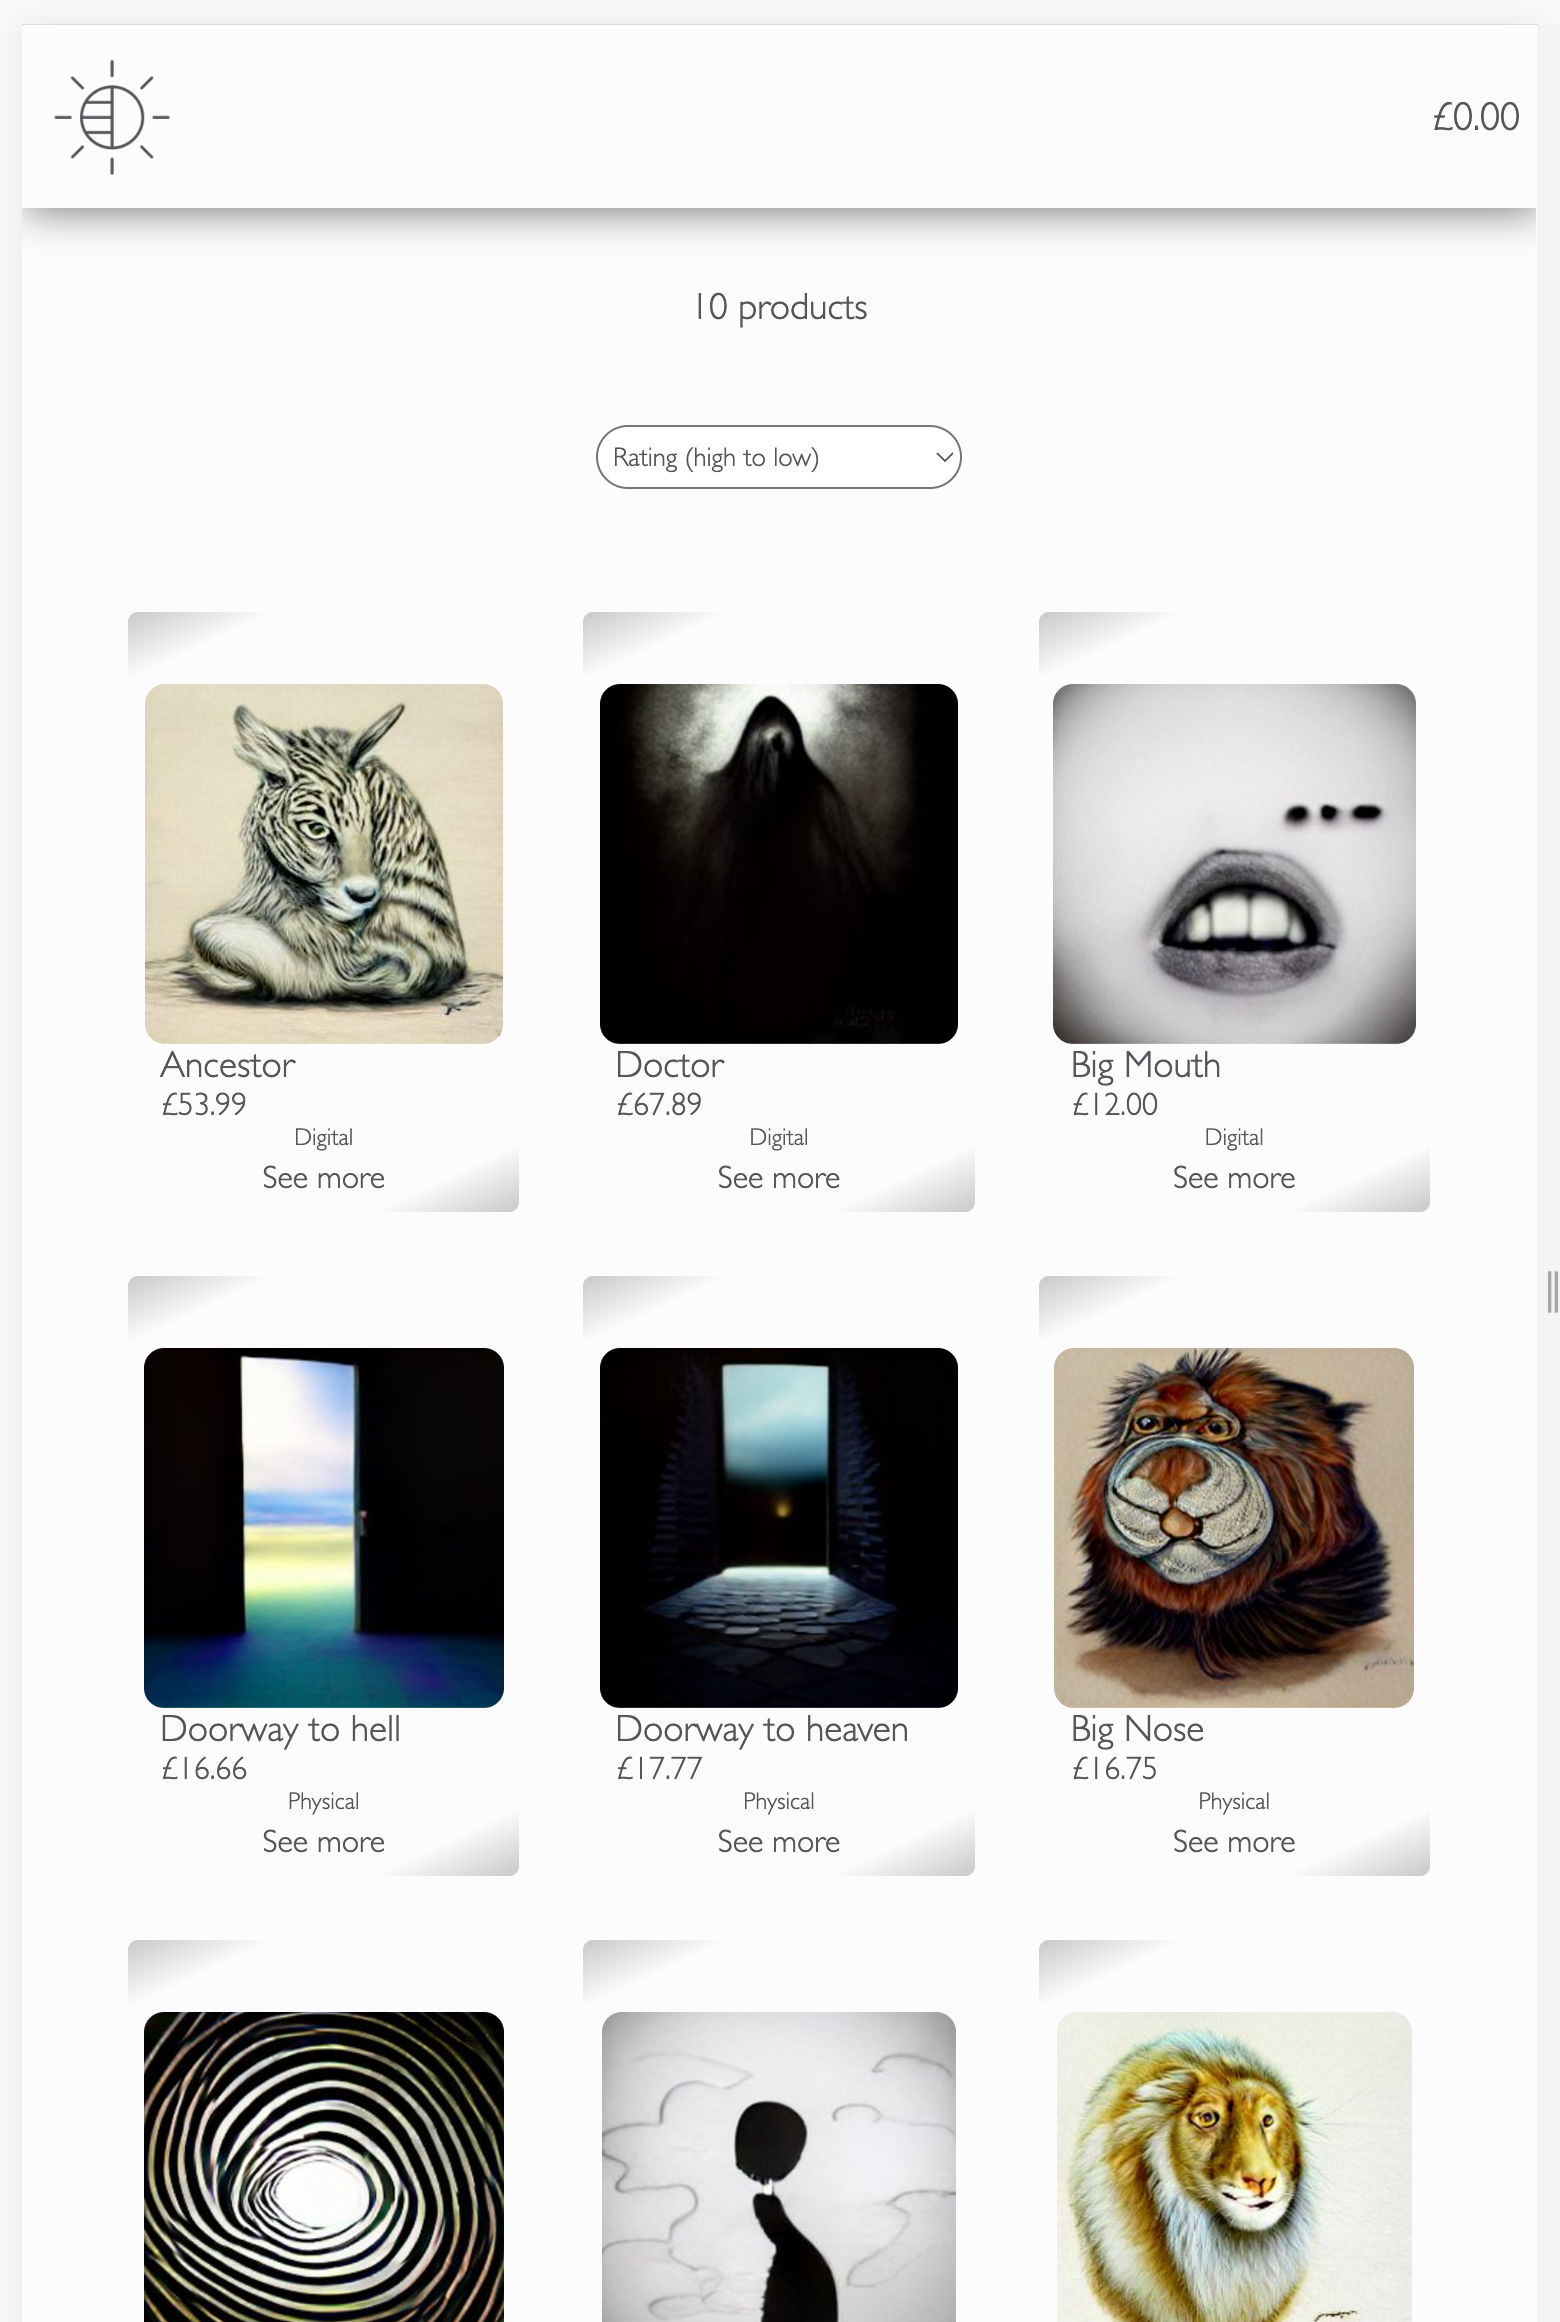 £0.00
10 products
Rating (high to low)
Ancestor
£53.99
Digital
See more
Doctor
£67.89
Digital
See more
Big Mouth
£12.00
Digital
See more
Doorway to hell
£16.66
Physical
See more
Doorway to heaven
£17.77
Physical
See more
Big Nose
£16.75
Physical
See more